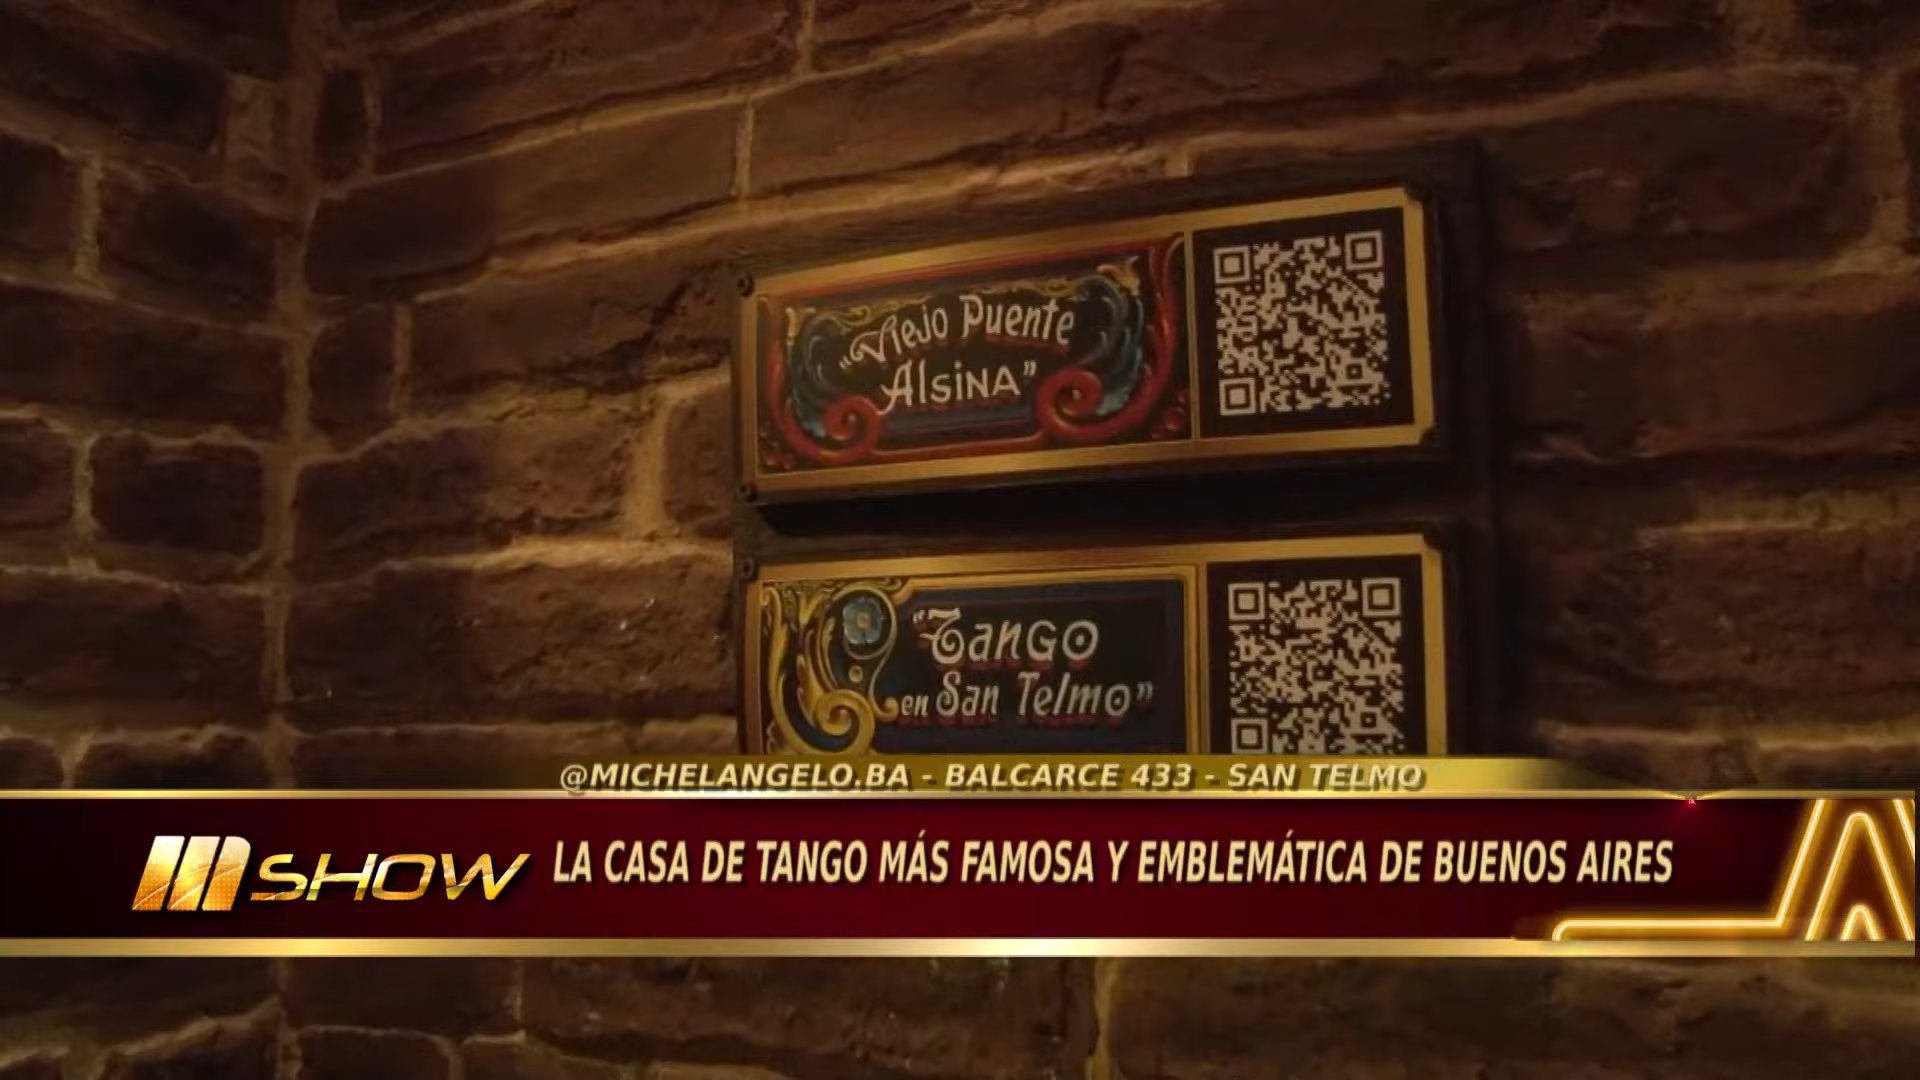 "Viejo Puente
Alsina"
"Tango
en San Telmo"
@MICHELANGELO.BA - BALCARCE 433 - SAN TELMO
M SHOW
LA CASA DE TANGO MÁS FAMOSA Y EMBLEMÁTICA DE BUENOS AIRES